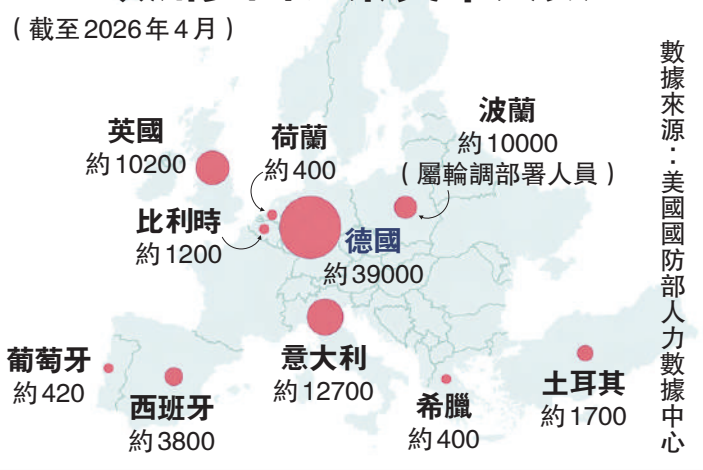 （截至2026年4月）
英國
約10200
荷蘭
約400
波蘭
約10000
（屬輪調部署人員）
比利時
約1200
德國
約39000
葡萄牙
約420
西班牙
約3800
意大利
約12700
希臘
約400
土耳其
約1700
數據來源：美國國防部人力數據中心